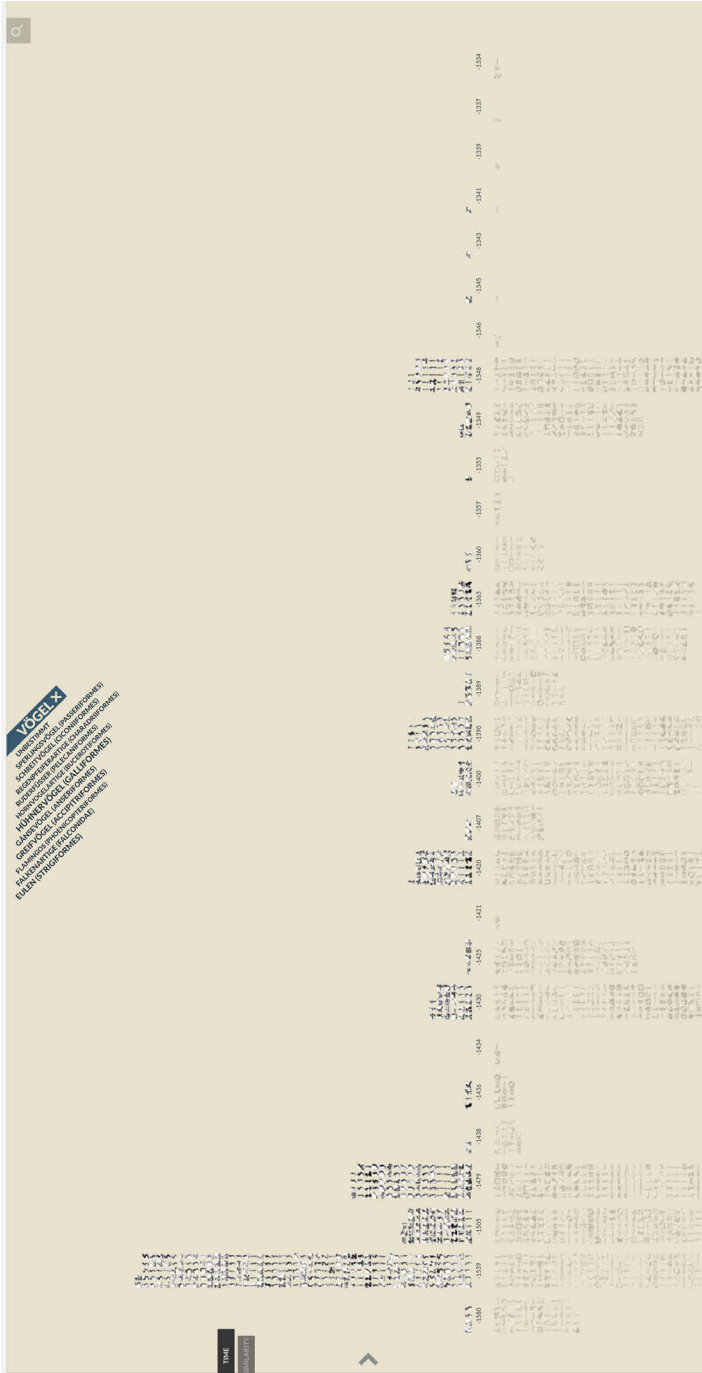 VÖGEL X
UNBESTIMMT
SPERLINGSVÖGEL (PASSERIFORMES)
SCHREITVÖGEL (CICONIIFORMES)
REGENPFEIFERARTIGE (CHARADRIIFORMES)
RUDERFÜSSER (PELECANIFORMES)
HORNVOGELARTIGE (BUCEROTIFORMES)
HÜHNERVÖGEL (GALLIFORMES)
GÄNSEVÖGEL (ANSERIFORMES)
GREIFVÖGEL (ACCIPITRIFORMES)
FLAMINGOS (PHOENICOPTERIFORMES)
FALKENARTIGE (FALCONIDAE)
EULEN (STRIGIFORMES)
TIME
SIMILARITY
-1580
-1539
-1505
-1479
-1438
-1436
-1434
-1430
-1425
-1421
-1420
-1407
-1400
-1390
-1389
-1388
-1363
-1360
-1357
-1353
-1349
-1348
-1346
-1345
-1343
-1341
-1339
-1337
-1334